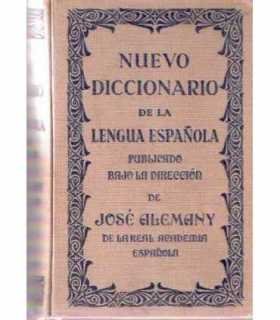 NUEVO
DICCIONARIO
DE LA
LENGUA ESPAÑOLA
PUBLICADO
BAJO LA DIRECCIÓN
DE
JOSÉ ALEMANY
DE LA REAL ACADEMIA
ESPAÑOLA